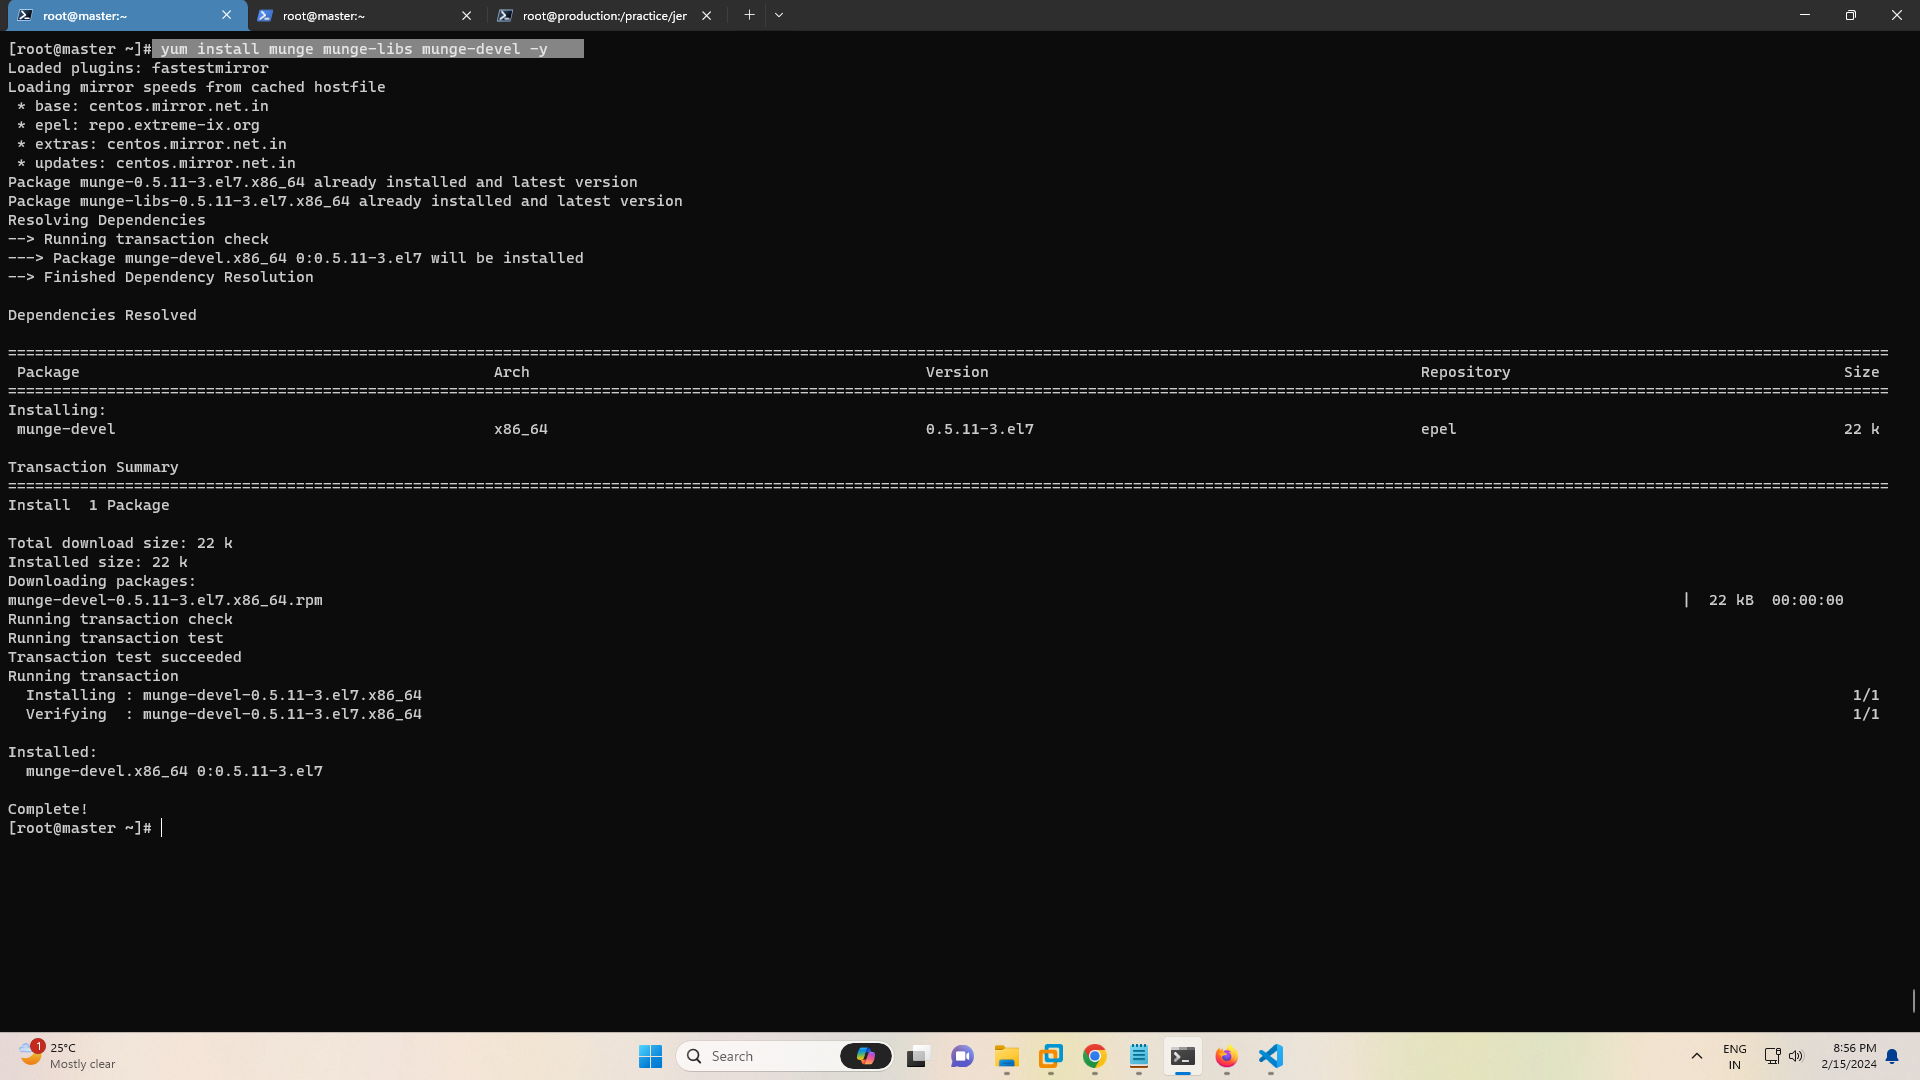 root@master:~
root@master:~
root@production:/practice/jer
[root@master ~]# yum install munge munge-libs munge-devel -y
Loaded plugins: fastestmirror
Loading mirror speeds from cached hostfile
 * base: centos.mirror.net.in
 * epel: repo.extreme-ix.org
 * extras: centos.mirror.net.in
 * updates: centos.mirror.net.in
Package munge-0.5.11-3.el7.x86_64 already installed and latest version
Package munge-libs-0.5.11-3.el7.x86_64 already installed and latest version
Resolving Dependencies
--> Running transaction check
---> Package munge-devel.x86_64 0:0.5.11-3.el7 will be installed
--> Finished Dependency Resolution
Dependencies Resolved
Package Arch Version Repository Size
Installing:
munge-devel x86_64 0.5.11-3.el7 epel 22 k
Transaction Summary
Install  1 Package
Total download size: 22 k
Installed size: 22 k
Downloading packages:
munge-devel-0.5.11-3.el7.x86_64.rpm | 22 kB 00:00:00
Running transaction check
Running transaction test
Transaction test succeeded
Running transaction
  Installing : munge-devel-0.5.11-3.el7.x86_64 1/1
  Verifying  : munge-devel-0.5.11-3.el7.x86_64 1/1
Installed:
  munge-devel.x86_64 0:0.5.11-3.el7
Complete!
[root@master ~]#
1
25°C
Mostly clear
Search
ENG
IN
8:56 PM
2/15/2024